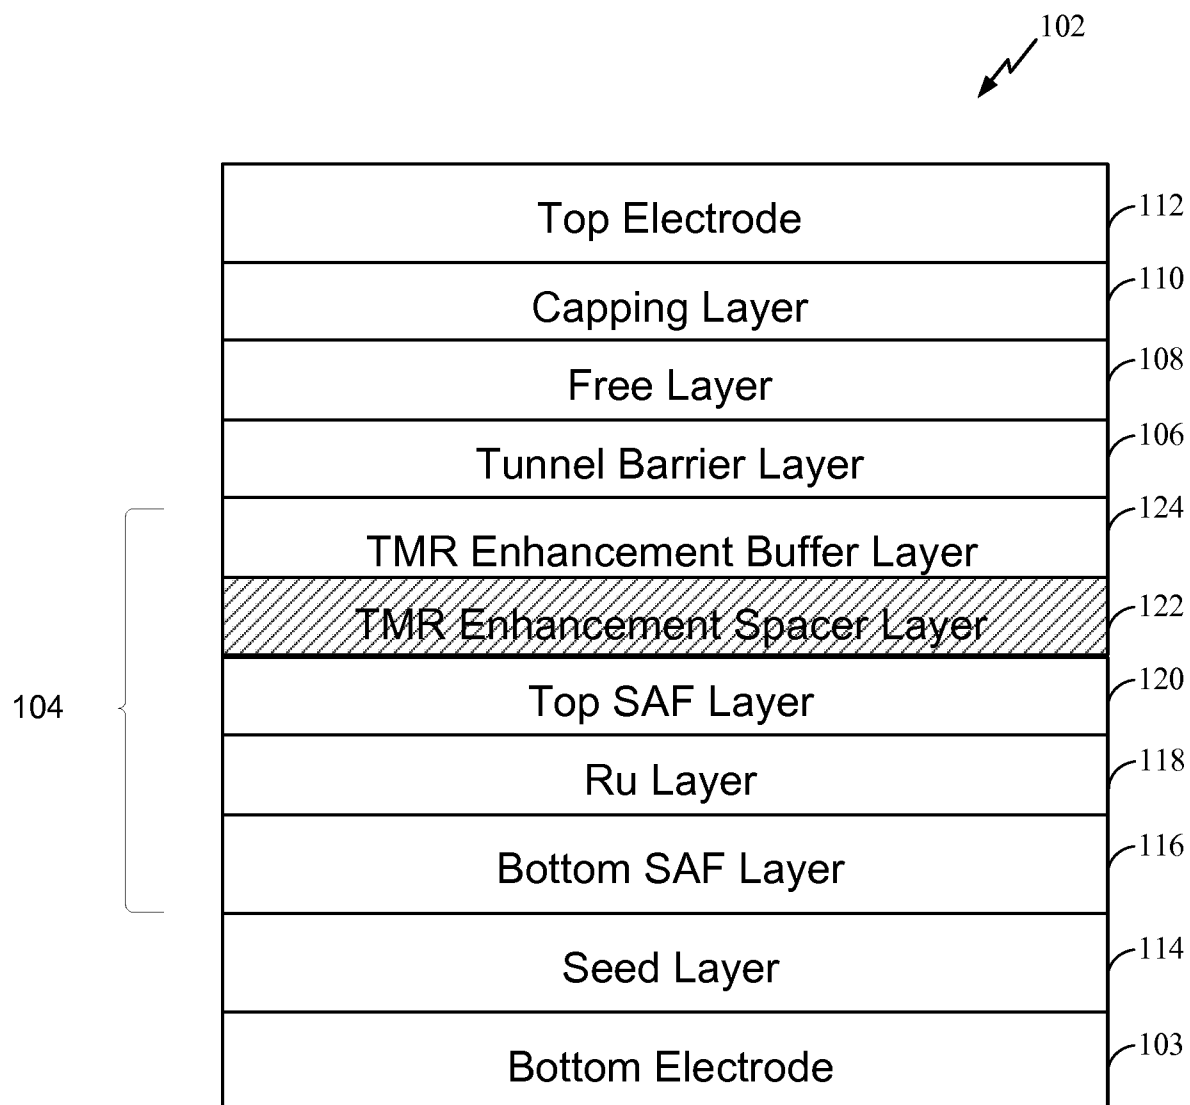 102
Top Electrode 112
Capping Layer 110
Free Layer 108
Tunnel Barrier Layer 106
TMR Enhancement Buffer Layer 124
TMR Enhancement Spacer Layer 122
104
Top SAF Layer 120
Ru Layer 118
Bottom SAF Layer 116
Seed Layer 114
Bottom Electrode 103